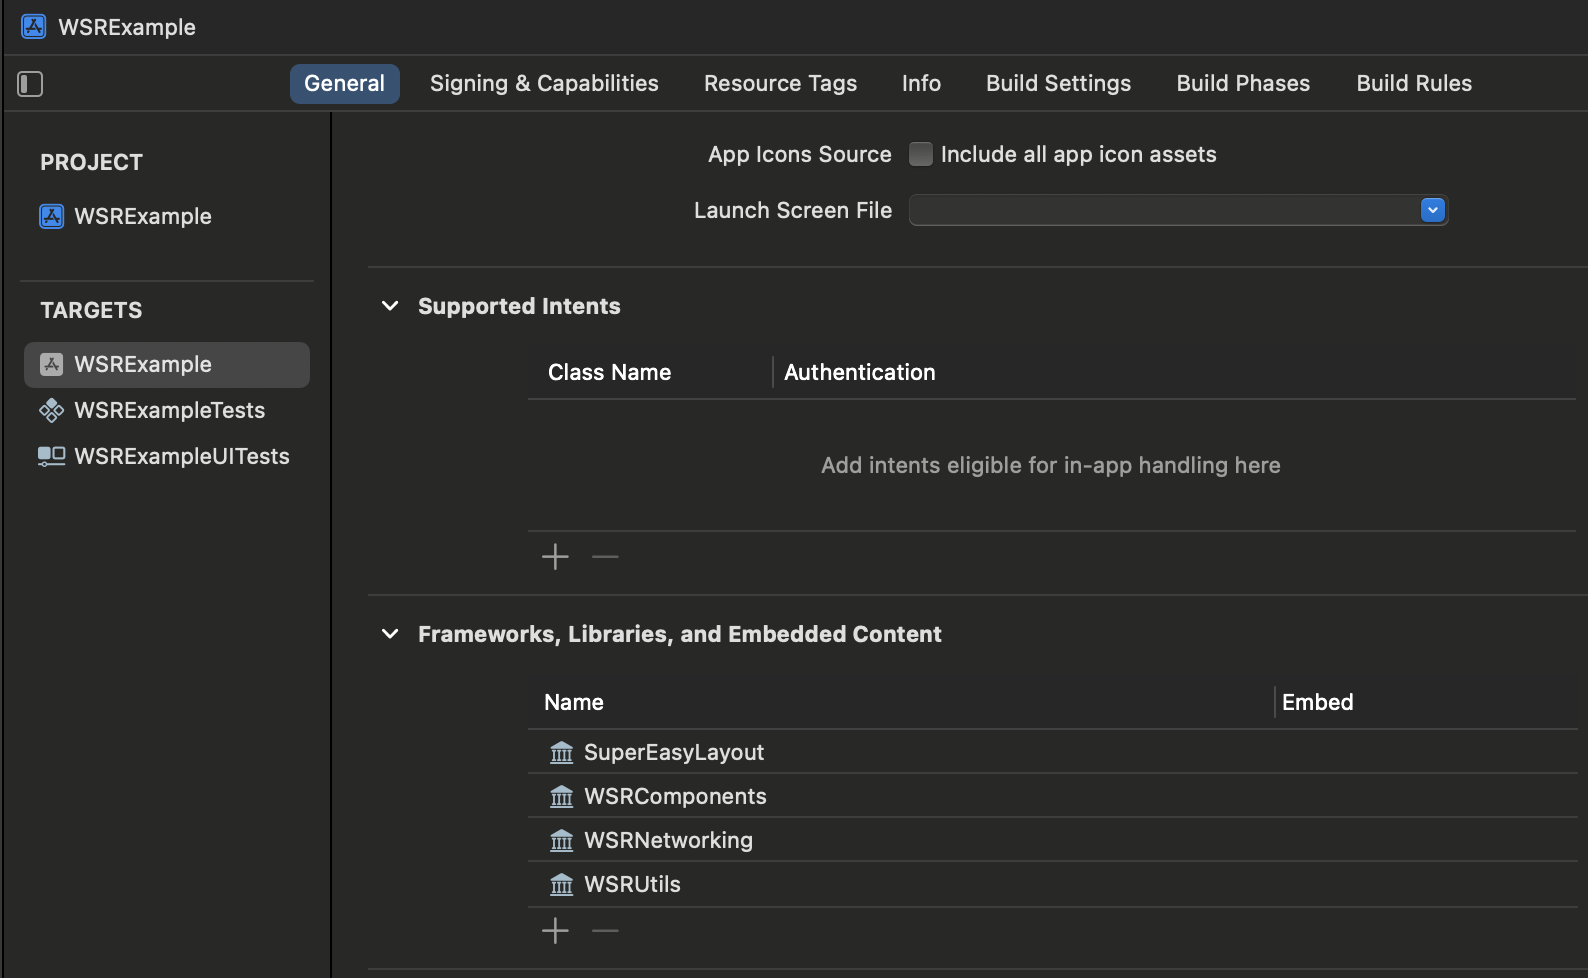 WSRExample
General Signing & Capabilities Resource Tags Info Build Settings Build Phases Build Rules
PROJECT
WSRExample
TARGETS
WSRExample
WSRExampleTests
WSRExampleUITests
App Icons Source Include all app icon assets
Launch Screen File
Supported Intents
Class Name Authentication
Add intents eligible for in-app handling here
Frameworks, Libraries, and Embedded Content
Name Embed
SuperEasyLayout
WSRComponents
WSRNetworking
WSRUtils